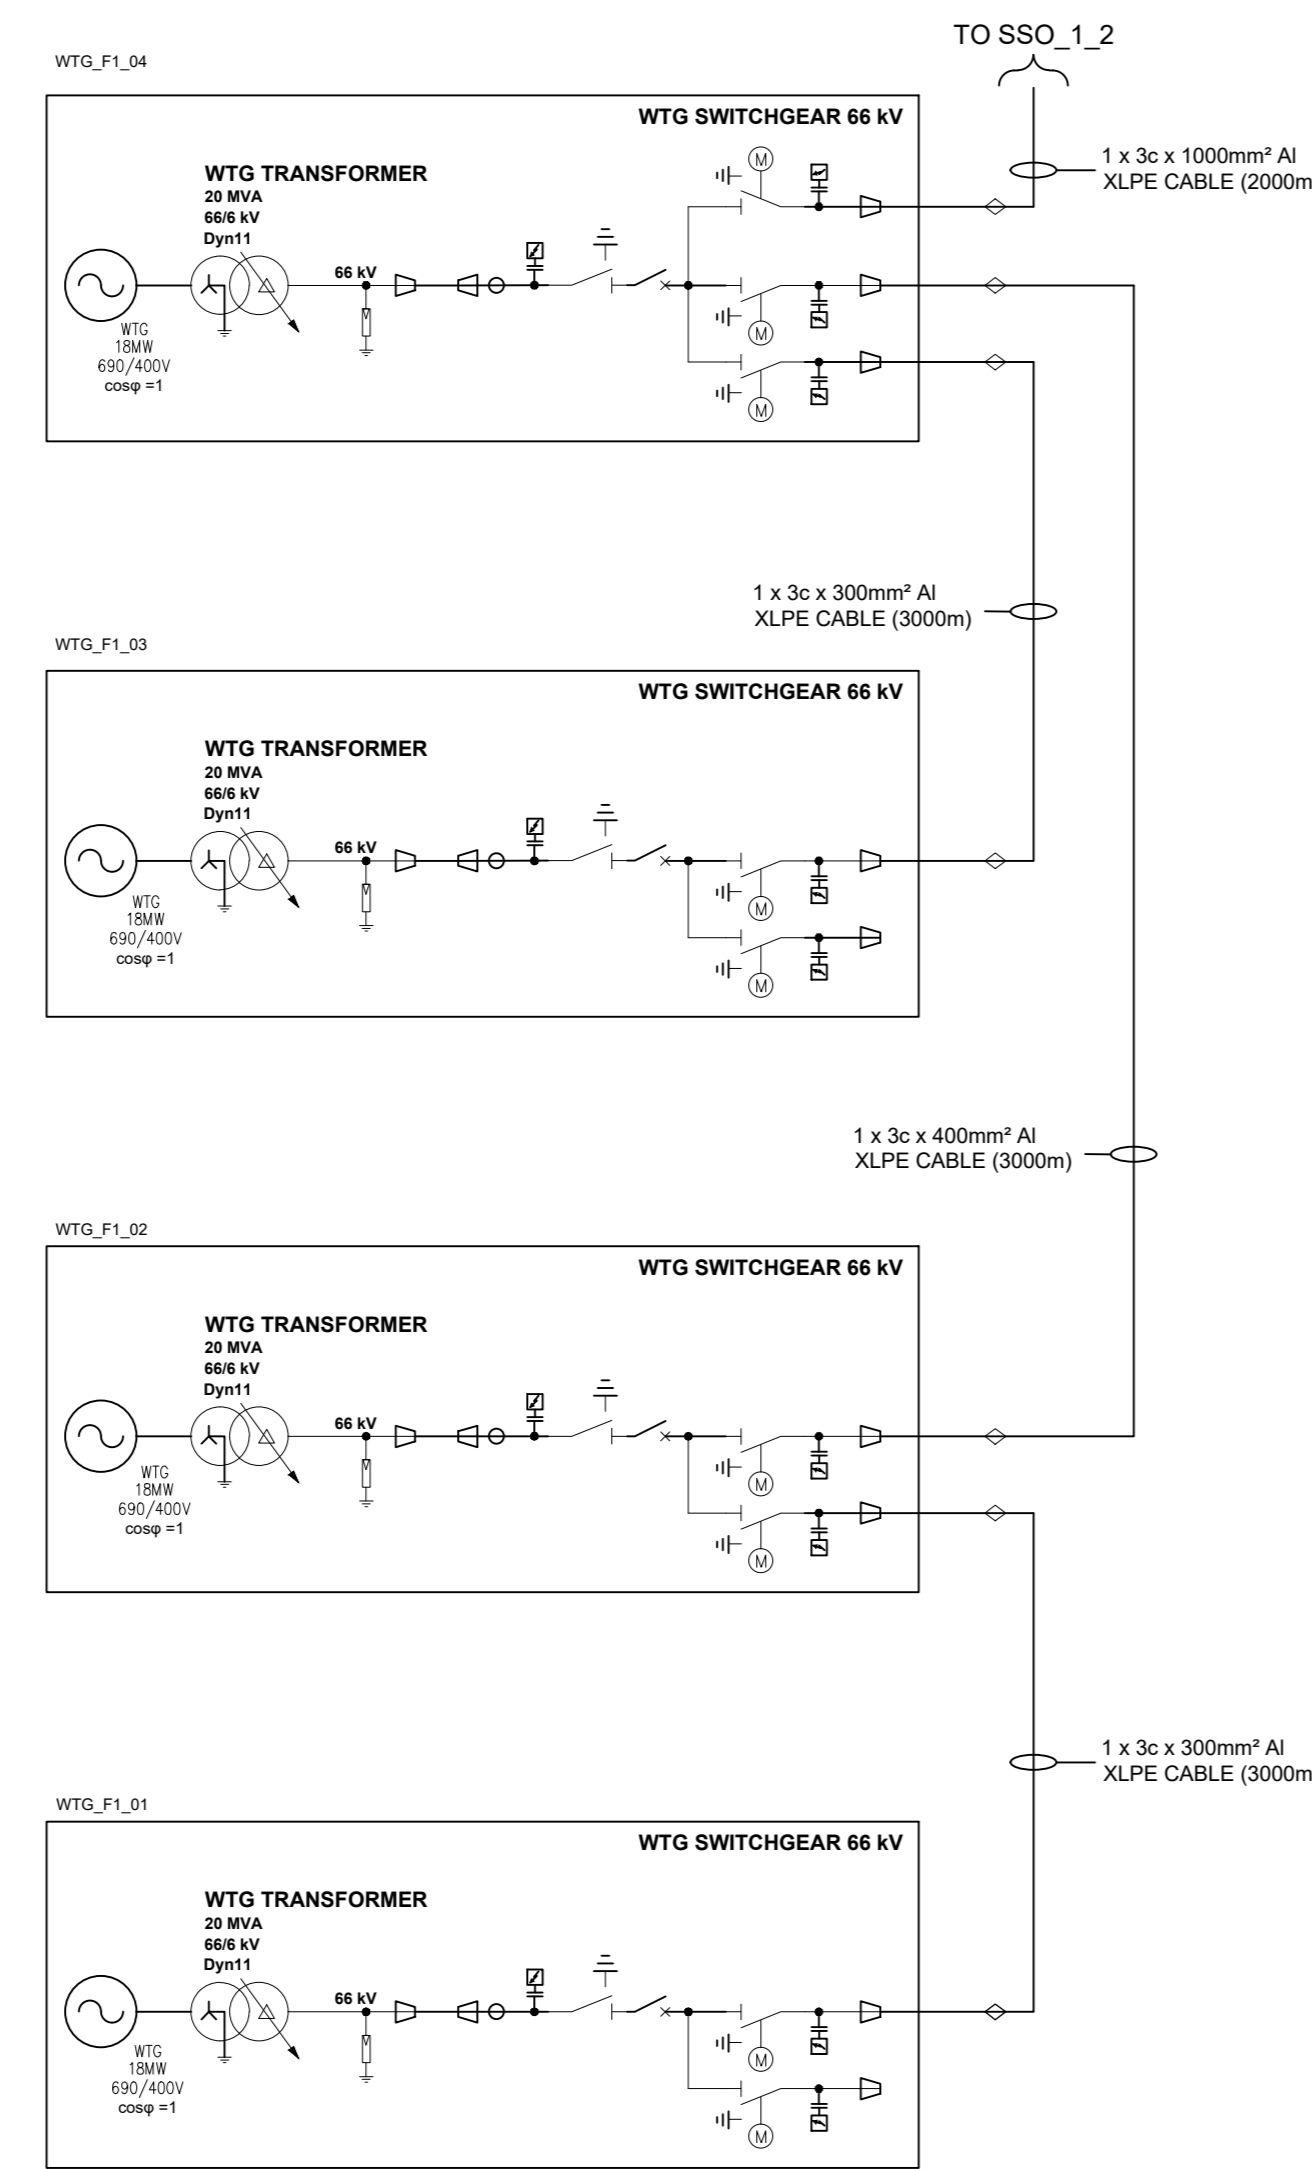 TO SSO_1_2
WTG_F1_04
WTG SWITCHGEAR 66 kV
1 x 3c x 1000mm² Al
XLPE CABLE (2000m
WTG TRANSFORMER
20 MVA
66/6 kV
Dyn11
M
66 kV
WTG
18MW
690/400V
cosφ =1
M
M
1 x 3c x 300mm² Al
XLPE CABLE (3000m)
WTG_F1_03
WTG SWITCHGEAR 66 kV
WTG TRANSFORMER
20 MVA
66/6 kV
Dyn11
66 kV
WTG
18MW
690/400V
cosφ =1
M
M
1 x 3c x 400mm² Al
XLPE CABLE (3000m)
WTG_F1_02
WTG SWITCHGEAR 66 kV
WTG TRANSFORMER
20 MVA
66/6 kV
Dyn11
66 kV
WTG
18MW
690/400V
cosφ =1
M
M
1 x 3c x 300mm² Al
XLPE CABLE (3000m
WTG_F1_01
WTG SWITCHGEAR 66 kV
WTG TRANSFORMER
20 MVA
66/6 kV
Dyn11
66 kV
WTG
18MW
690/400V
cosφ =1
M
M